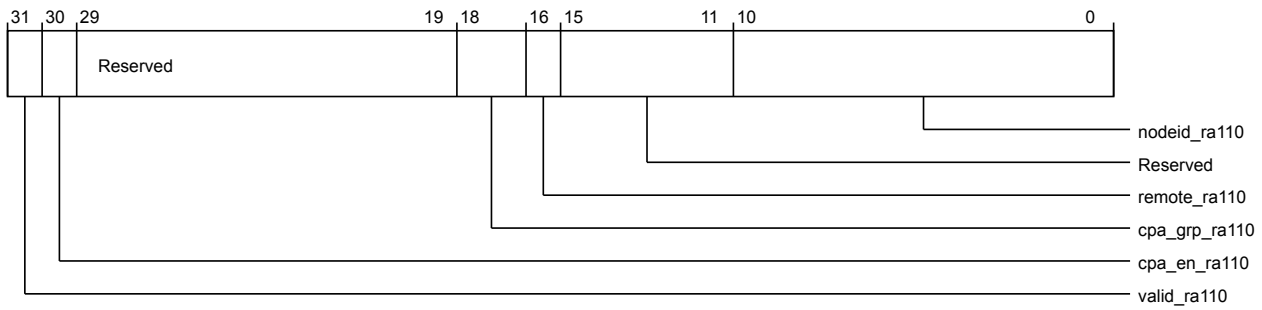 31 30 29 19 18 16 15 11 10 0
Reserved
nodeid_ra110
Reserved
remote_ra110
cpa_grp_ra110
cpa_en_ra110
valid_ra110